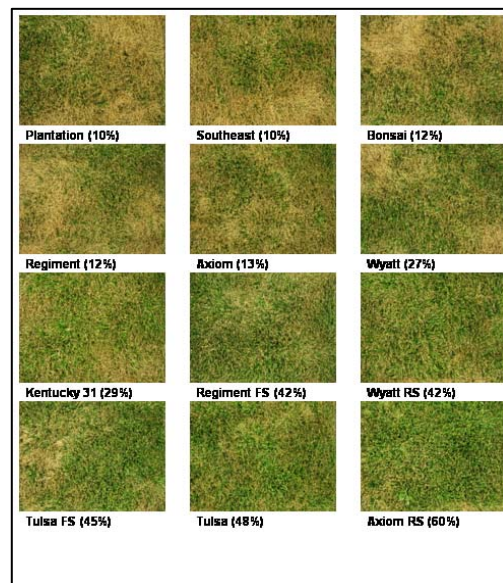 Plantation (10%)
Southeast (10%)
Bonsai (12%)
Regiment (12%)
Axiom (13%)
Wyatt (27%)
Kentucky 31 (29%)
Regiment FS (42%)
Wyatt RS (42%)
Tulsa FS (45%)
Tulsa (48%)
Axiom RS (60%)